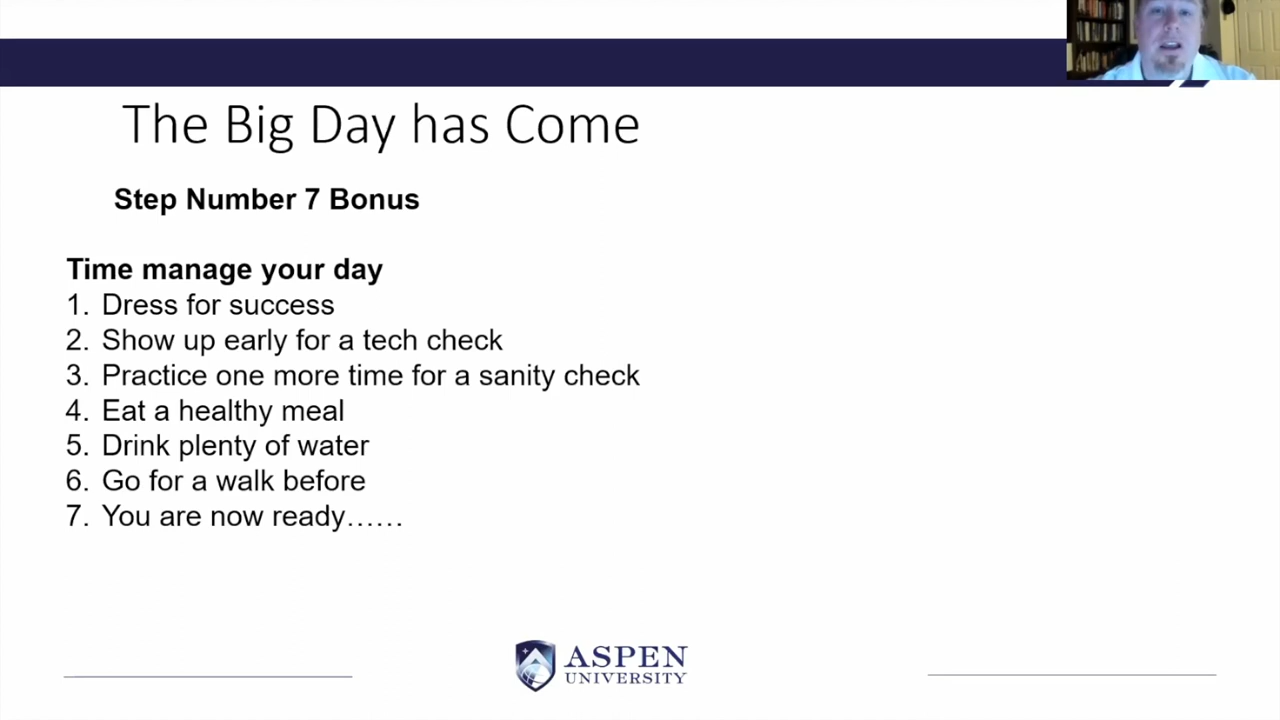 The Big Day has Come
Step Number 7 Bonus
Time manage your day
1. Dress for success
2. Show up early for a tech check
3. Practice one more time for a sanity check
4. Eat a healthy meal
5. Drink plenty of water
6. Go for a walk before
7. You are now ready……
ASPEN
UNIVERSITY